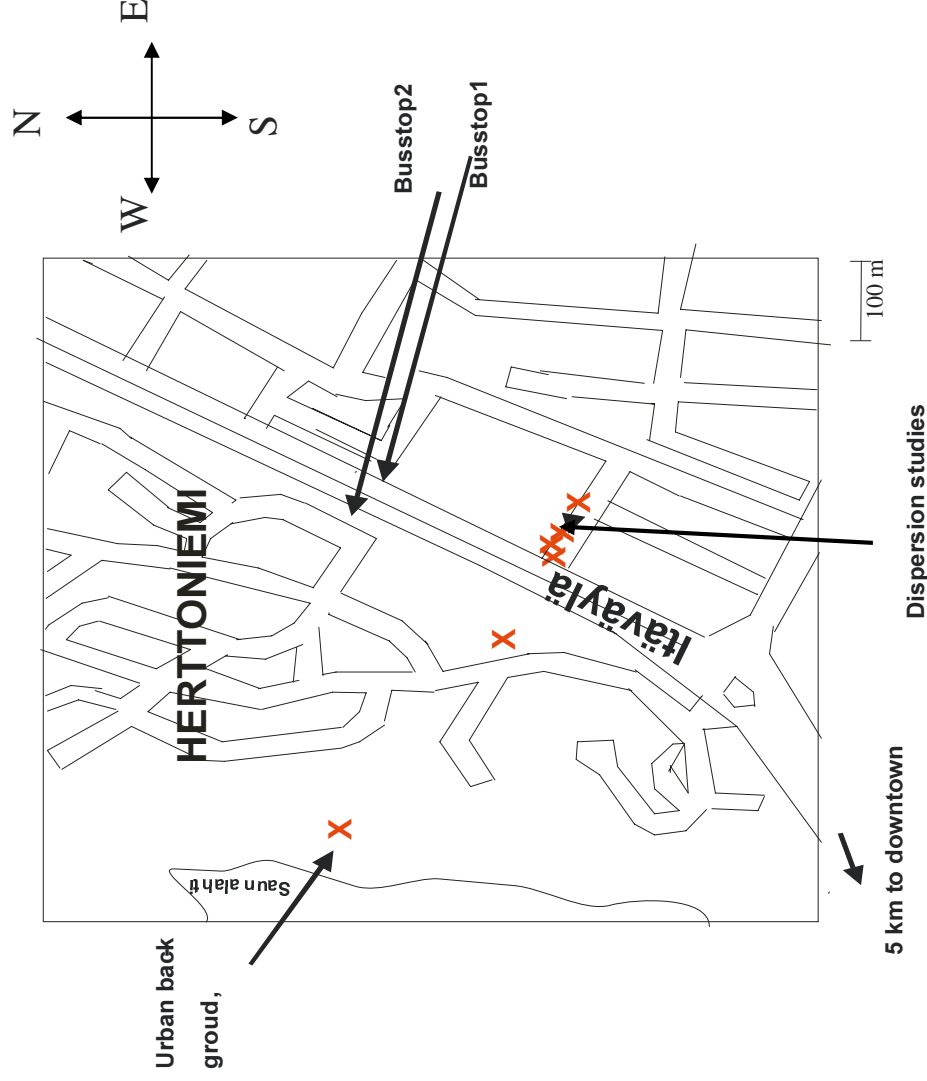 N
W
E
S
Urban back
groud,
HERTTONIEMI
Saunalahti
Itäväylä
Busstop2
Busstop1
100 m
5 km to downtown
Dispersion studies